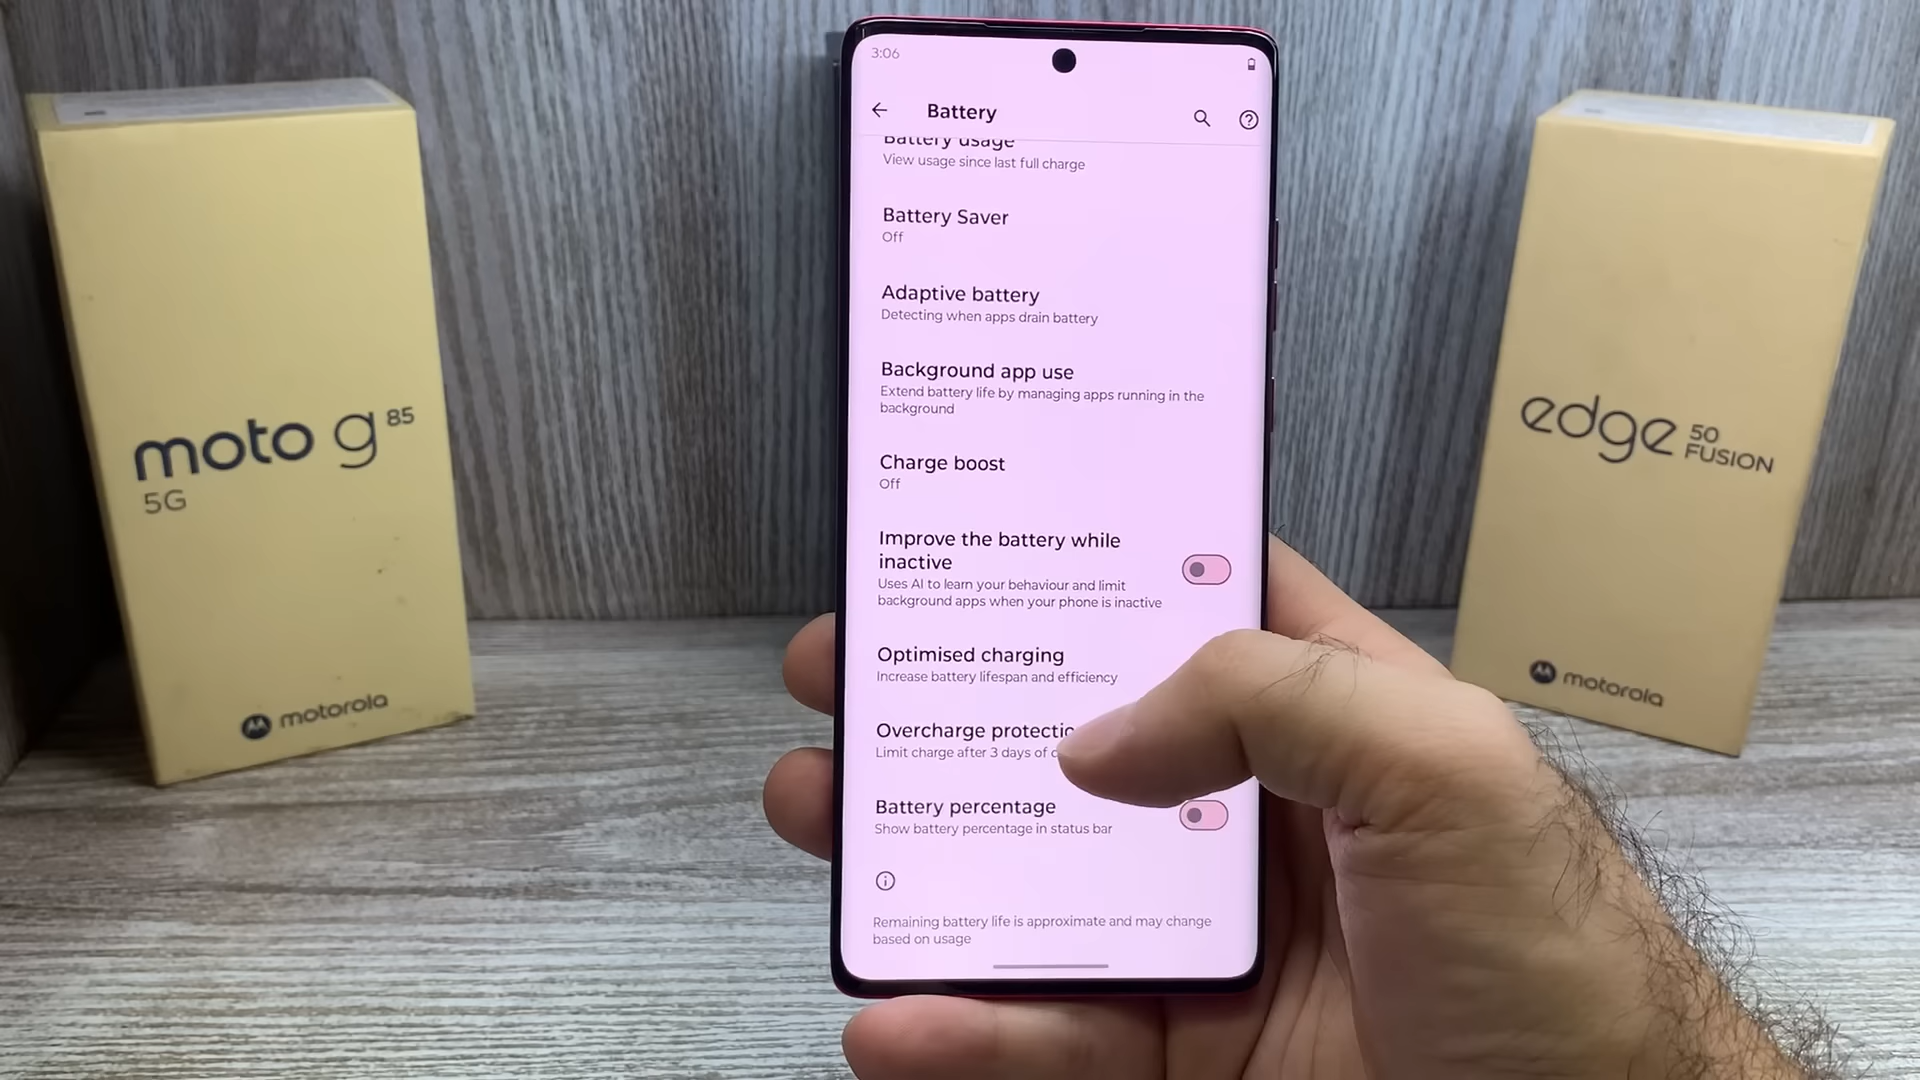 3:06
Battery
Battery usage
View usage since last full charge
Battery Saver
Off
Adaptive battery
Detecting when apps drain battery
Background app use
Extend battery life by managing apps running in the
background
Charge boost
Off
Improve the battery while
inactive
Uses AI to learn your behaviour and limit
background apps when your phone is inactive
Optimised charging
Increase battery lifespan and efficiency
Overcharge
Limit charge after 3 days of
Battery percentage
Show battery percentage in status bar
Remaining battery life is approximate and may change
based on usage
moto g 85
5G
motorola
edge 50
FUSION
motorola